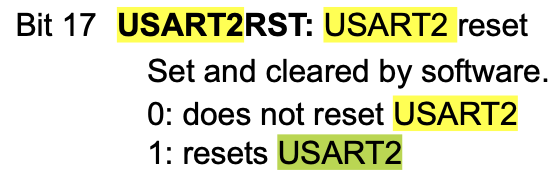 Bit 17 USART2RST: USART2 reset
Set and cleared by software.
0: does not reset USART2
1: resets USART2